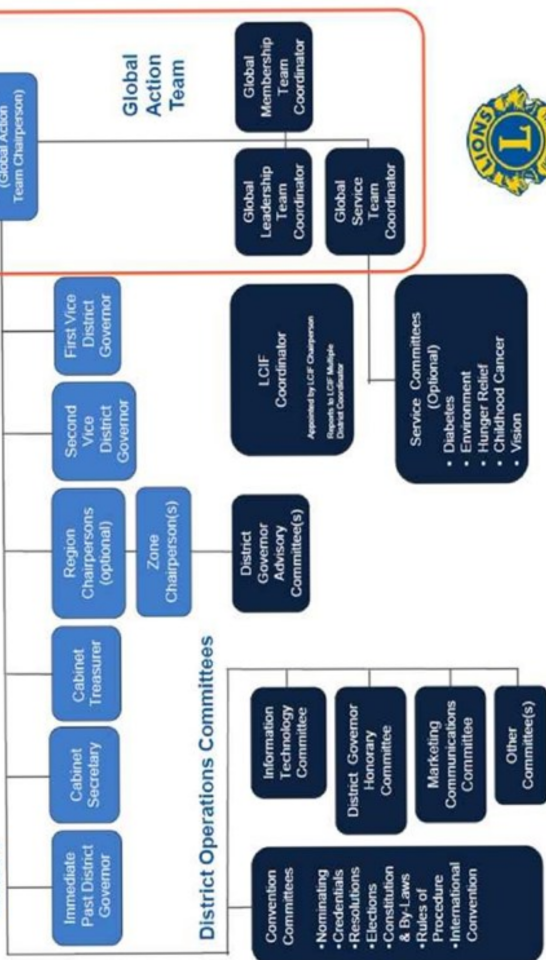 (Global Action
Team Chairperson)
Global
Action
Team
Immediate
Past District
Governor
Cabinet
Secretary
Cabinet
Treasurer
Region
Chairpersons
(optional)
Second
Vice
District
Governor
First Vice
District
Governor
Zone
Chairperson(s)
District
Governor
Advisory
Committee(s)
LCIF
Coordinator
Appointed by LCIF Chairperson
Reports to LCIF Multiple
District Coordinator
Global
Leadership
Team
Coordinator
Global
Membership
Team
Coordinator
Global
Service
Team
Coordinator
Service Committees
(Optional)
• Diabetes
• Environment
• Hunger Relief
• Childhood Cancer
• Vision
District Operations Committees
Convention
Committees
•Nominating
•Credentials
•Resolutions
•Elections
•Constitution
& By-Laws
•Rules of
Procedure
•International
Convention
Information
Technology
Committee
District Governor
Honorary
Committee
Marketing
Communications
Committee
Other
Committee(s)
LIONS
L